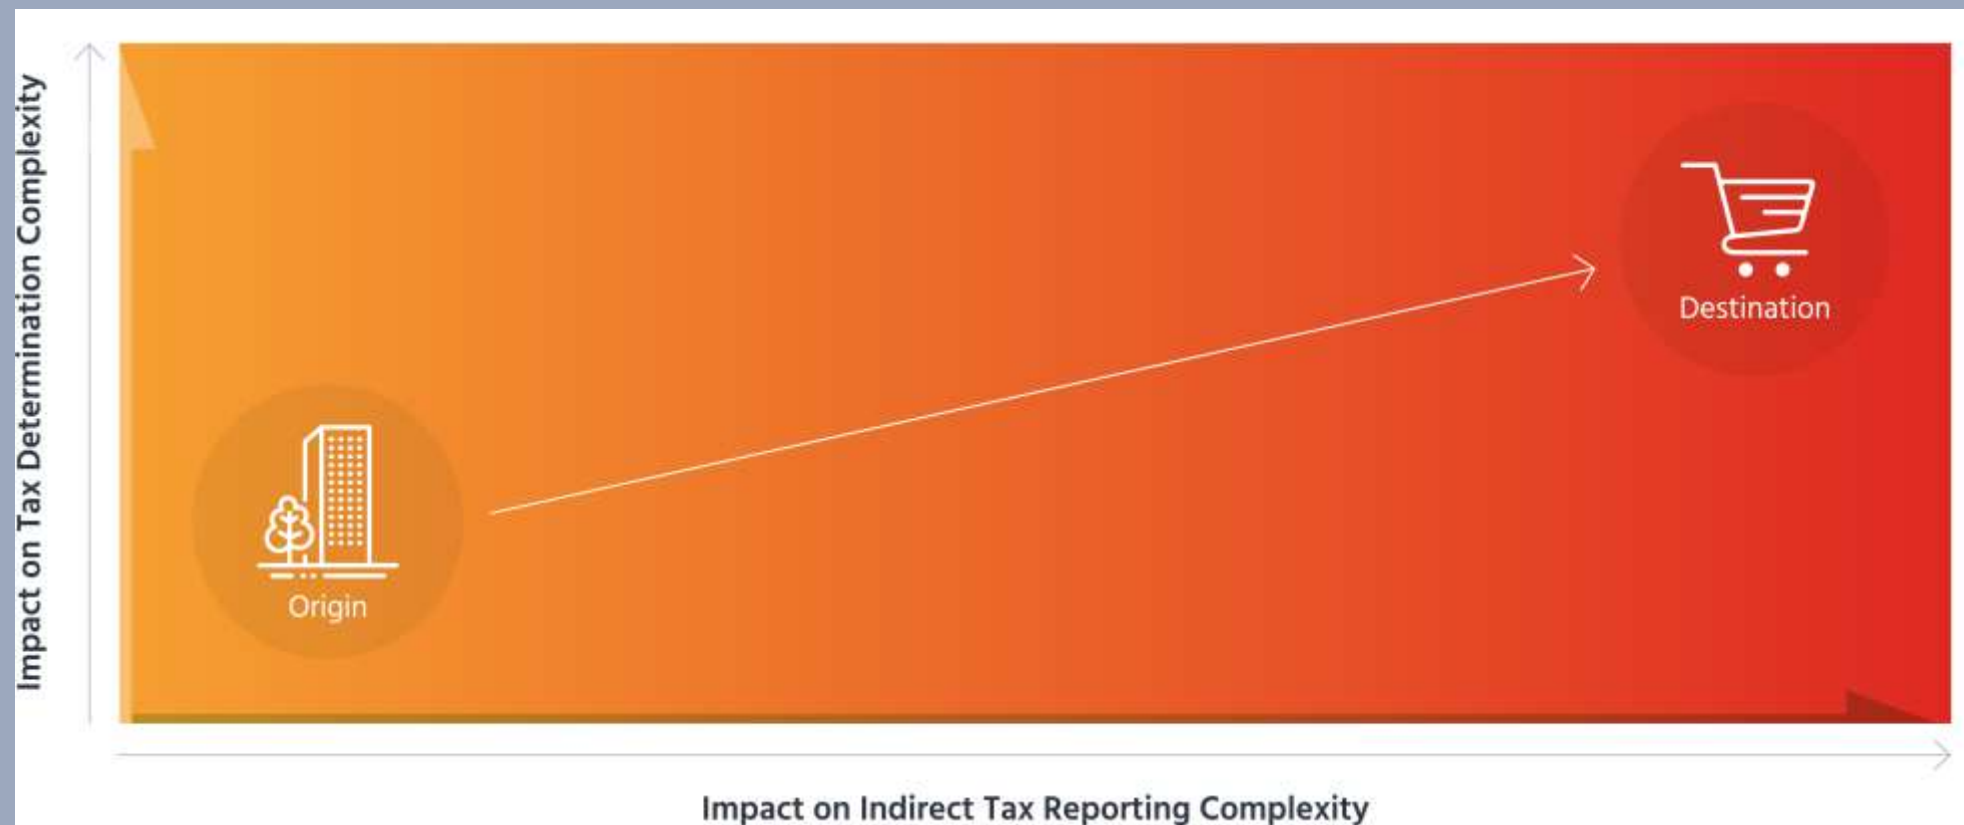 Impact on Tax Determination Complexity
Destination
Origin
Impact on Indirect Tax Reporting Complexity